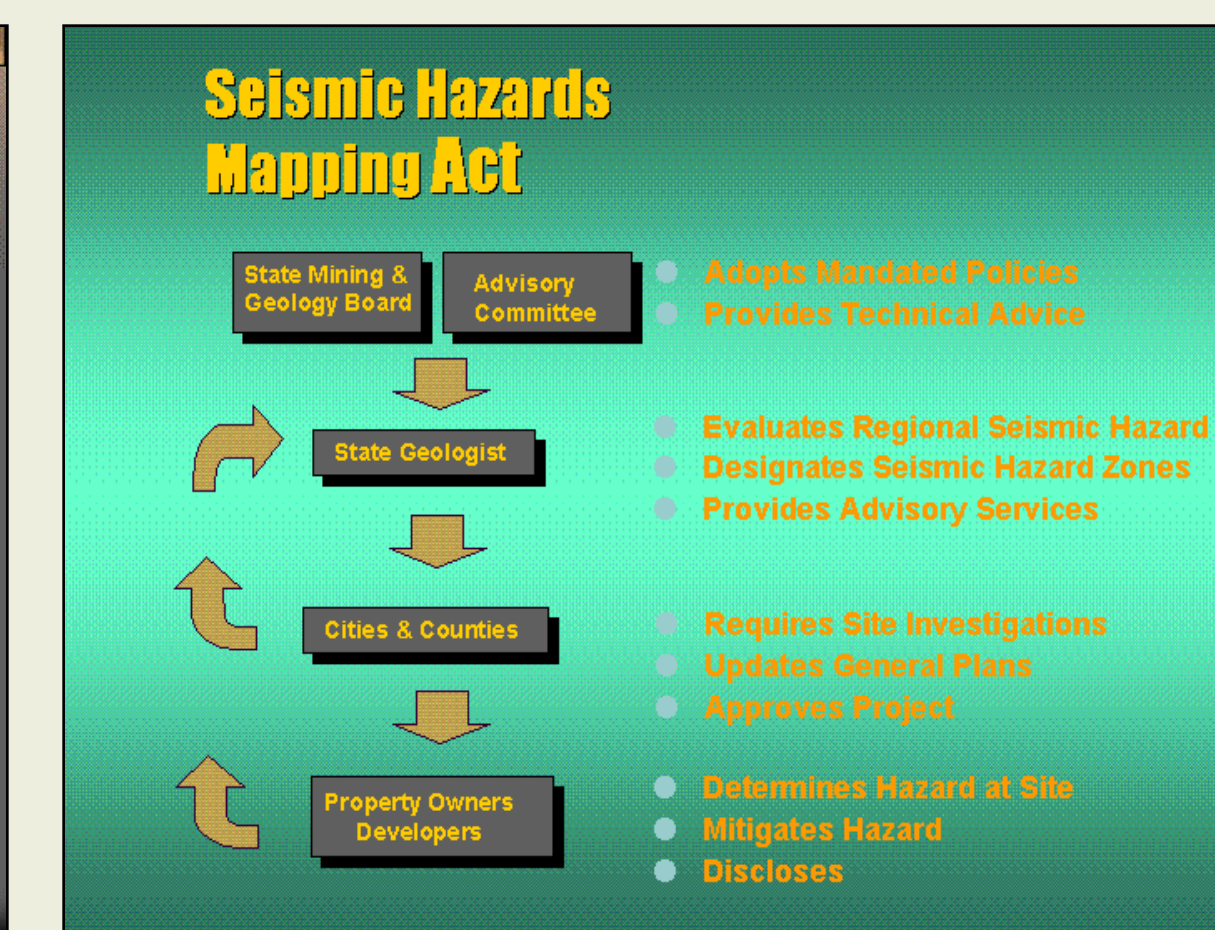 Seismic Hazards
Mapping Act
State Mining &
Geology Board
Advisory
Committee
Adopts Mandated Policies
Provides Technical Advice
State Geologist
Evaluates Regional Seismic Hazard
Designates Seismic Hazard Zones
Provides Advisory Services
Cities & Counties
Requires Site Investigations
Updates General Plans
Approves Project
Property Owners
Developers
Determines Hazard at Site
Mitigates Hazard
Discloses